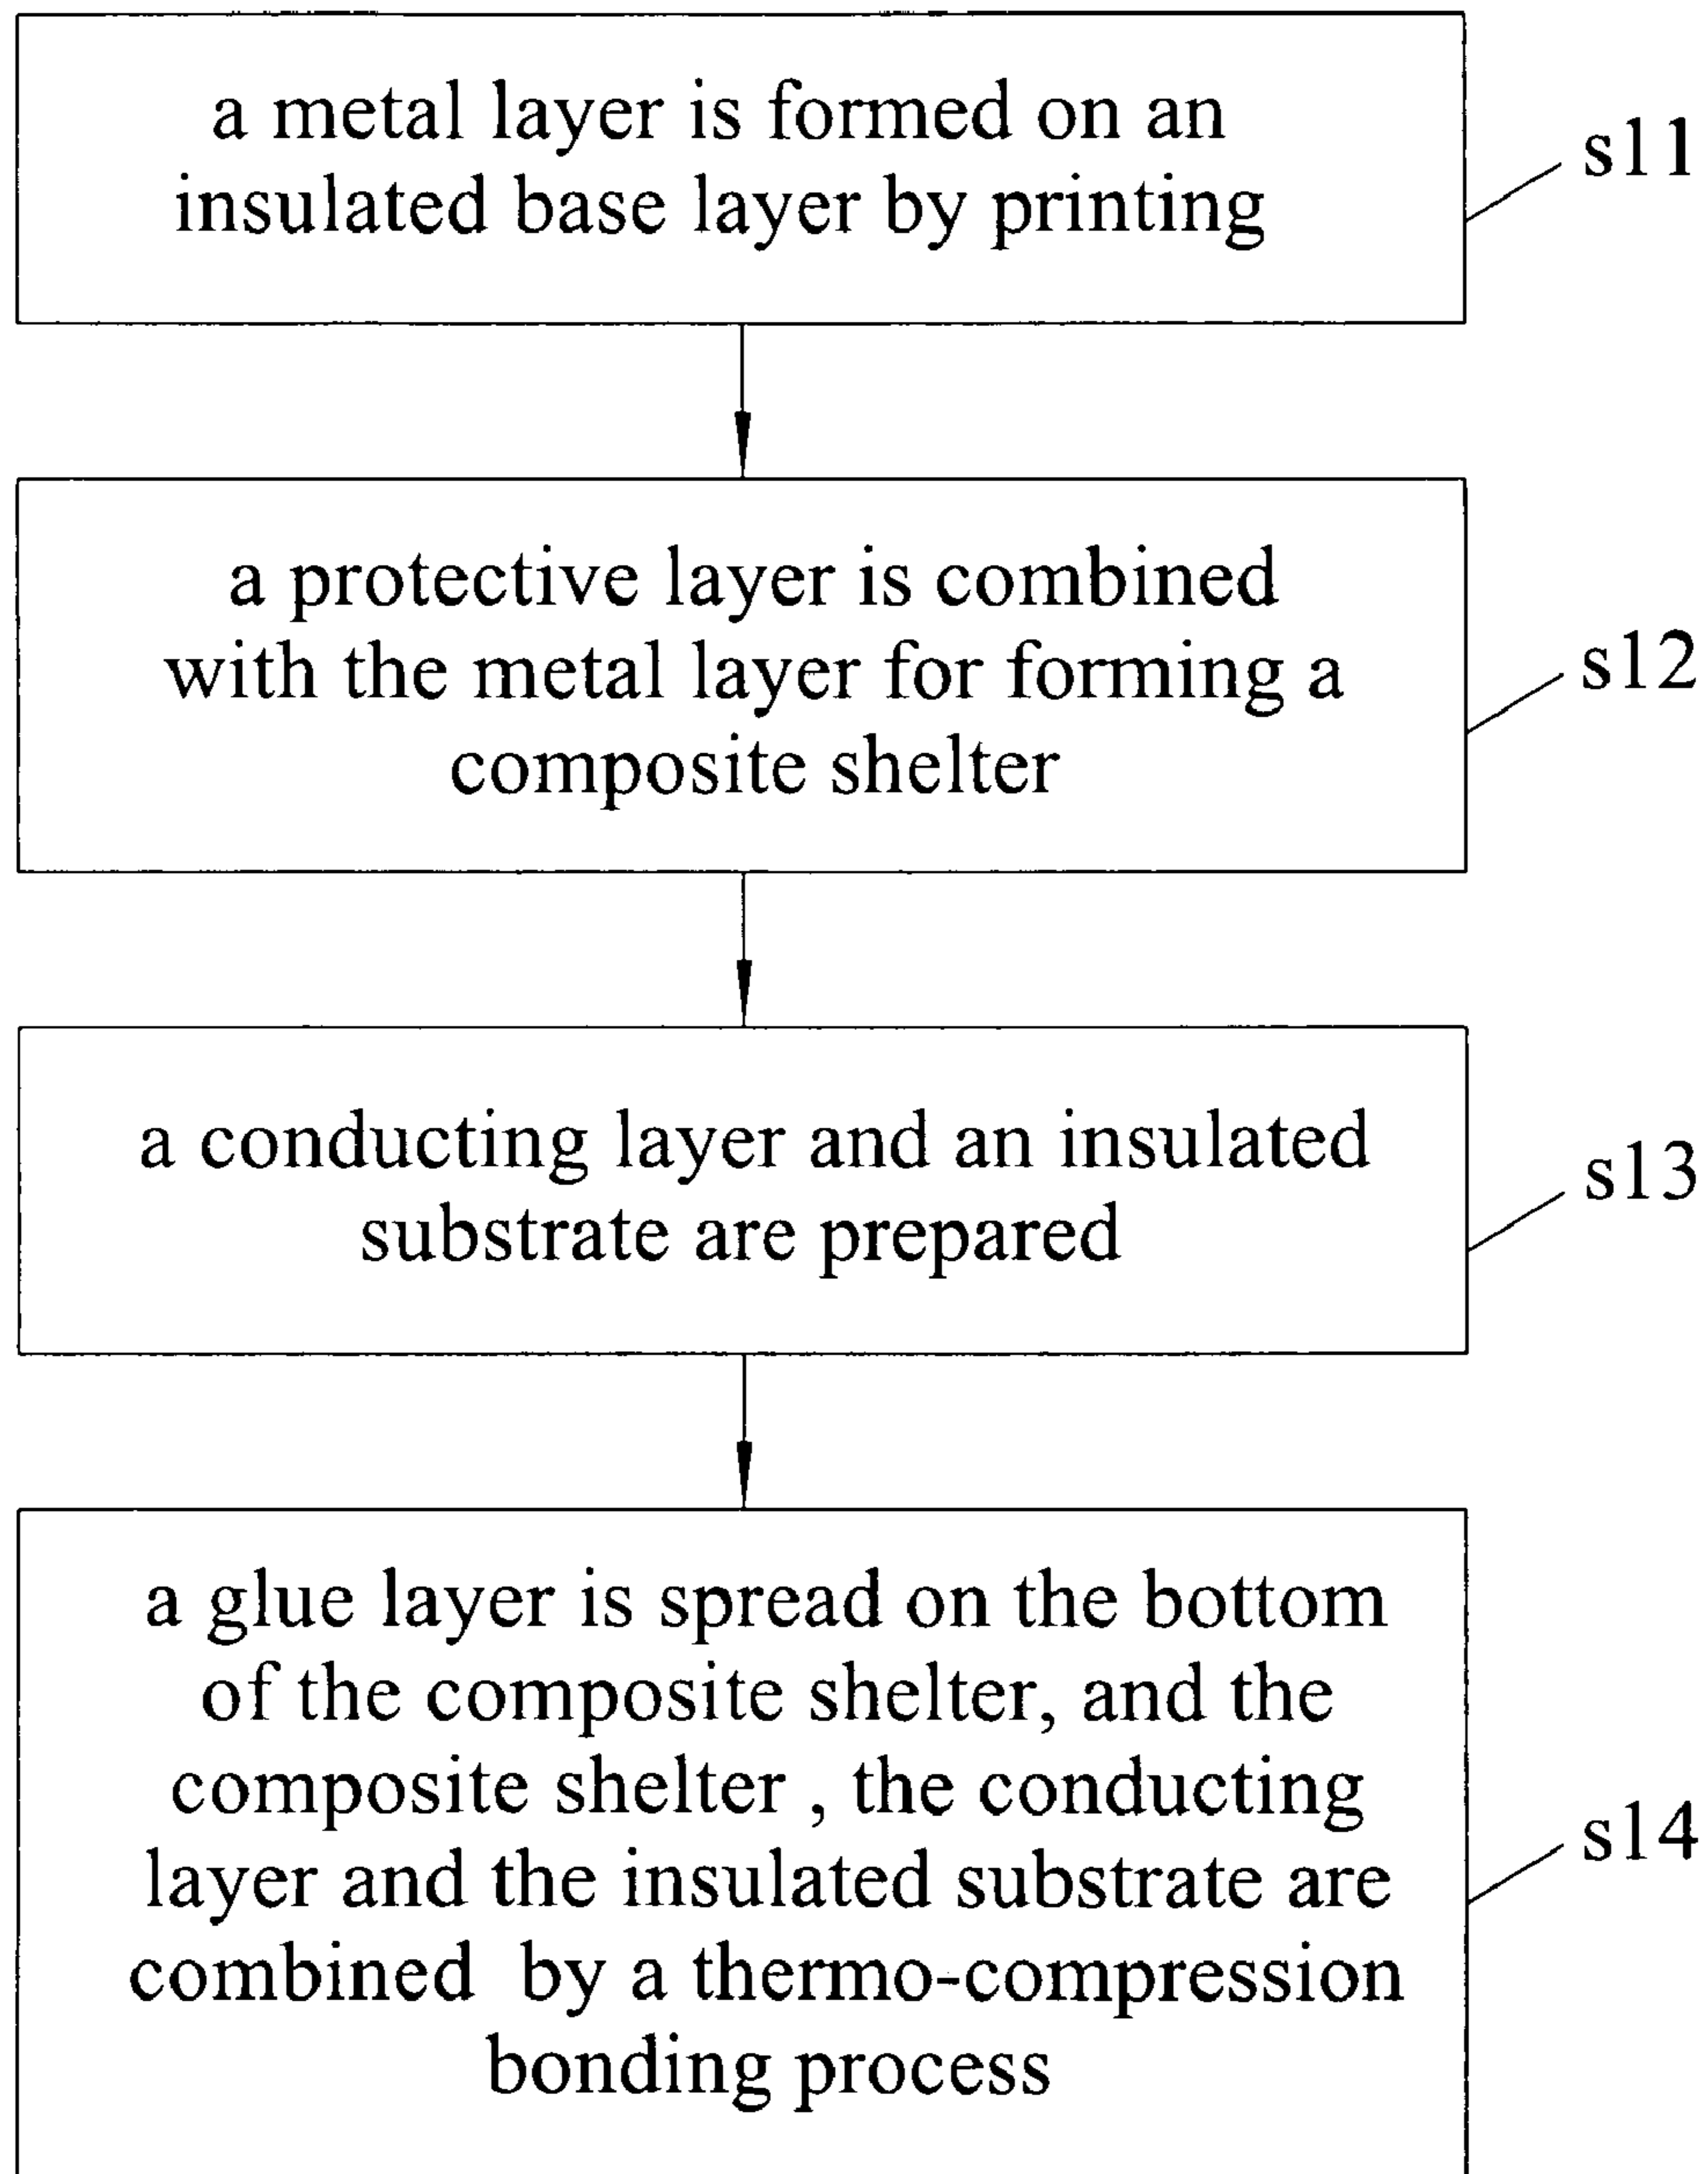 a metal layer is formed on an
insulated base layer by printing
s11
a protective layer is combined
with the metal layer for forming a
composite shelter
s12
a conducting layer and an insulated
substrate are prepared
s13
a glue layer is spread on the bottom
of the composite shelter, and the
composite shelter , the conducting
layer and the insulated substrate are
combined  by a thermo-compression
bonding process
s14